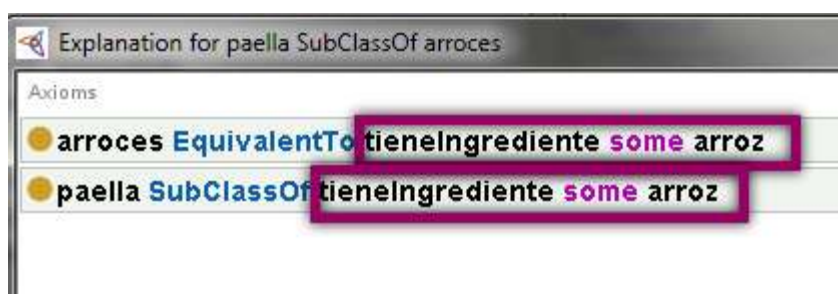 Explanation for paella SubClassOf arroces
Axioms
arroces EquivalentTo tieneIngrediente some arroz
paella SubClassOf tieneIngrediente some arroz